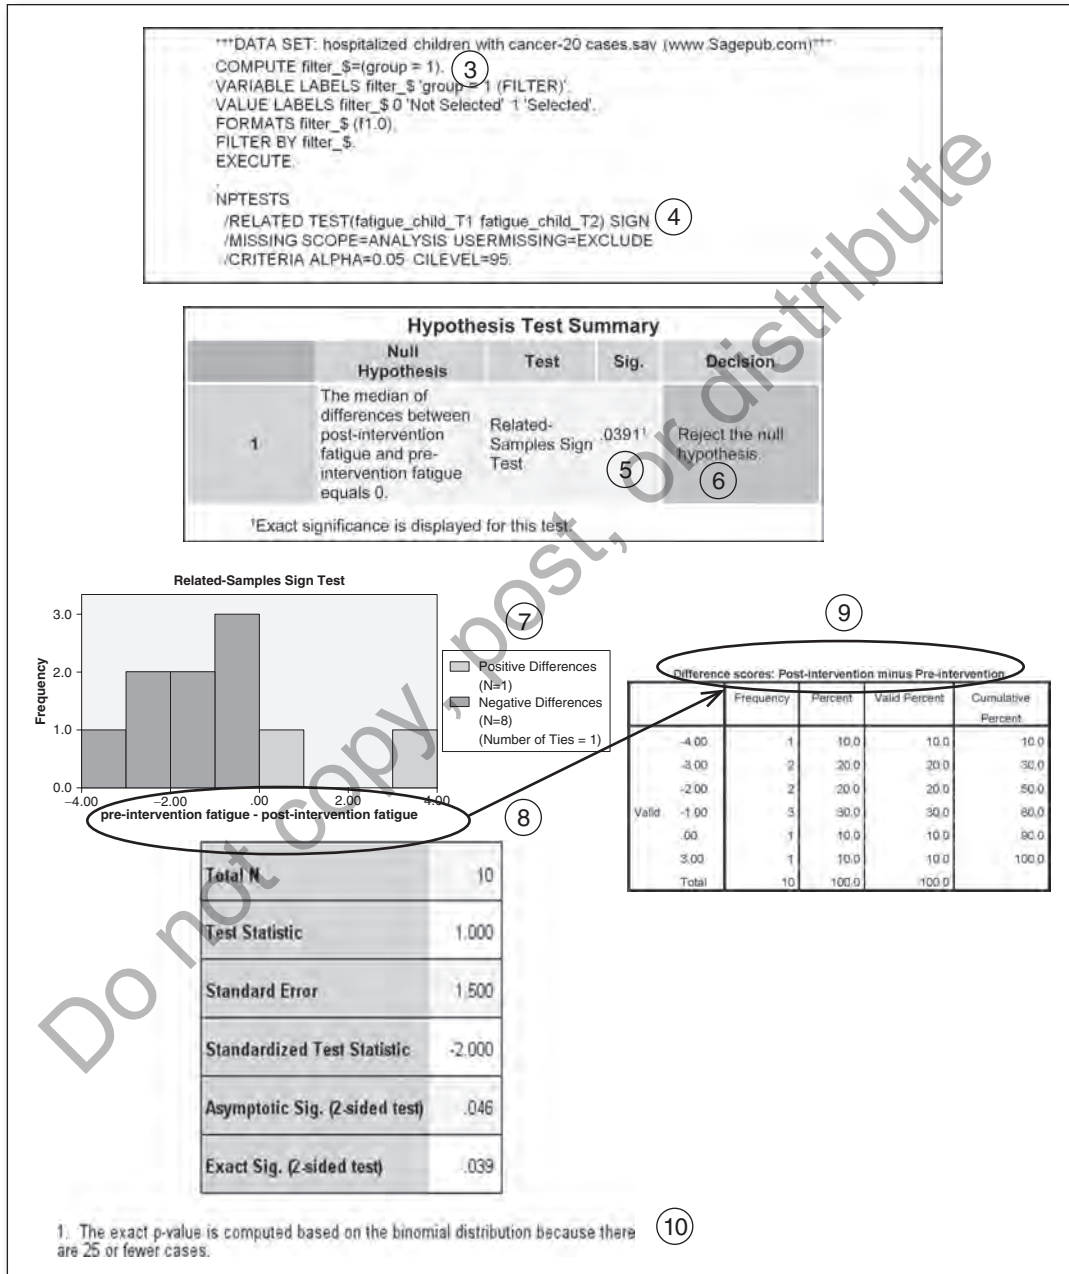 ***DATA SET: hospitalized children with cancer-20 cases.sav (www.Sagepub.com)***
COMPUTE filter_$=(group = 1).
3
VARIABLE LABELS filter_$ 'group = 1 (FILTER)'.
VALUE LABELS filter_$ 0 'Not Selected' 1 'Selected'.
FORMATS filter_$ (f1.0).
FILTER BY filter_$.
EXECUTE.
NPTESTS
/RELATED TEST(fatigue_child_T1 fatigue_child_T2) SIGN
4
/MISSING SCOPE=ANALYSIS USERMISSING=EXCLUDE
/CRITERIA ALPHA=0.05 CILEVEL=95.
Hypothesis Test Summary
Null Hypothesis Test Sig. Decision
1
The median of
differences between
post-intervention
fatigue and pre-
intervention fatigue
equals 0.
Related-
Samples Sign
Test
.0391¹
5
Reject the null
hypothesis.
6
¹Exact significance is displayed for this test.
Related-Samples Sign Test
Frequency
3.0
2.0
1.0
0.0
−4.00 −2.00 .00 2.00 4.00
pre-intervention fatigue - post-intervention fatigue
7
Positive Differences
(N=1)
Negative Differences
(N=8)
(Number of Ties = 1)
8
9
Difference scores: Post-intervention minus Pre-intervention
Frequency Percent Valid Percent Cumulative
Percent
-4.00 1 10.0 10.0 10.0
-3.00 2 20.0 20.0 30.0
-2.00 2 20.0 20.0 50.0
Valid -1.00 3 30.0 30.0 80.0
.00 1 10.0 10.0 90.0
3.00 1 10.0 10.0 100.0
Total 10 100.0 100.0
Total N 10
Test Statistic 1.000
Standard Error 1.500
Standardized Test Statistic -2.000
Asymptotic Sig. (2-sided test) .046
Exact Sig. (2-sided test) .039
1. The exact p-value is computed based on the binomial distribution because there
are 25 or fewer cases.
10
Do not copy, post, or distribute